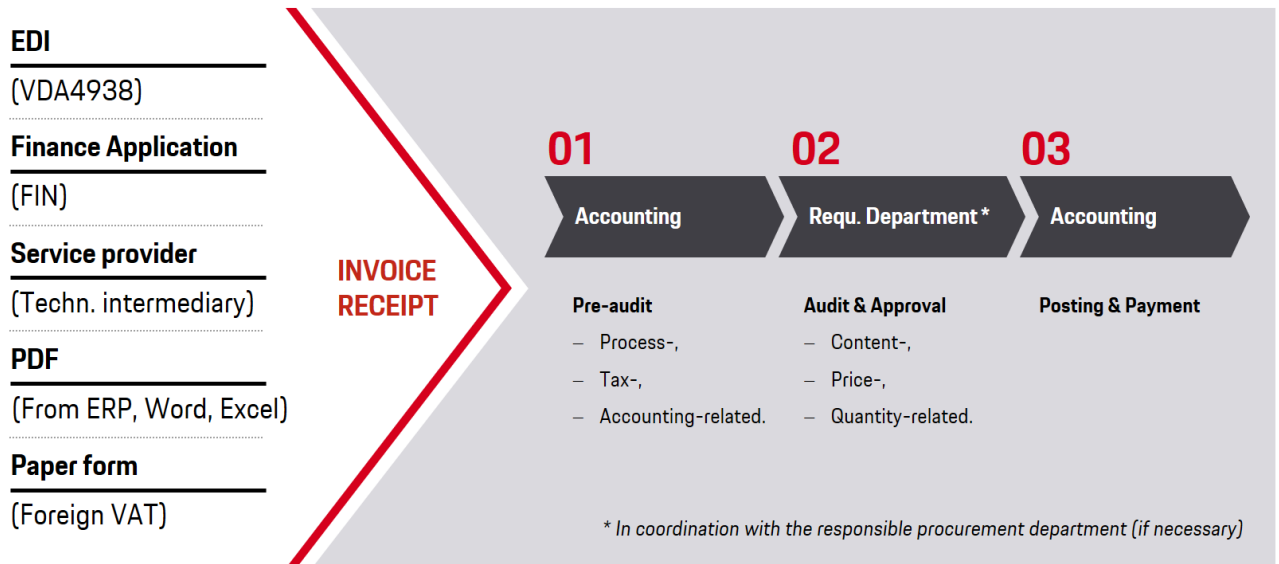 EDI
(VDA4938)
Finance Application
(FIN)
Service provider
(Techn. intermediary)
PDF
(From ERP, Word, Excel)
Paper form
(Foreign VAT)
INVOICE
RECEIPT
01
Accounting
Pre-audit
– Process-,
– Tax-,
– Accounting-related.
02
Requ. Department *
Audit & Approval
– Content-,
– Price-,
– Quantity-related.
03
Accounting
Posting & Payment
* In coordination with the responsible procurement department (if necessary)